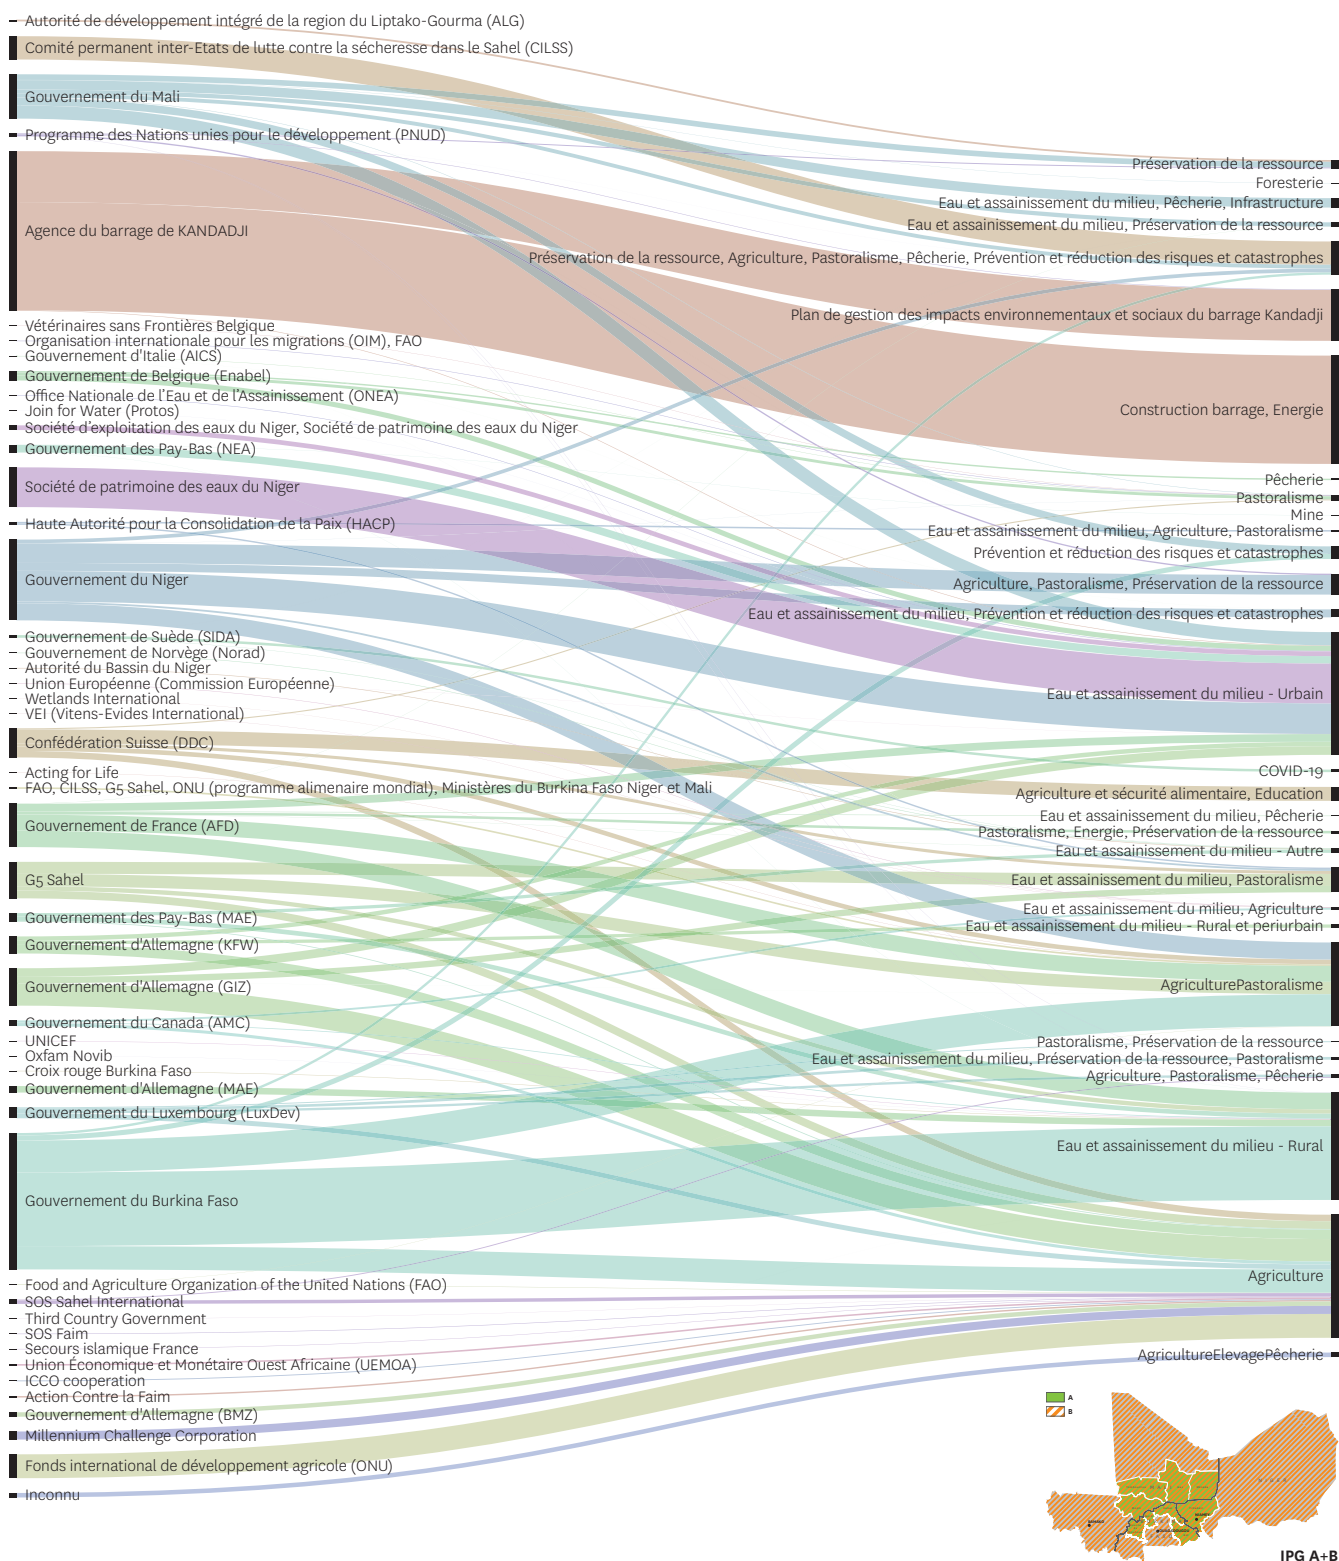 Autorité de développement intégré de la region du Liptako-Gourma (ALG)
Comité permanent inter-Etats de lutte contre la sécheresse dans le Sahel (CILSS)
Gouvernement du Mali
Programme des Nations unies pour le développement (PNUD)
Agence du barrage de KANDADJI
Vétérinaires sans Frontières Belgique
Organisation internationale pour les migrations (OIM), FAO
Gouvernement d'Italie (AICS)
Gouvernement de Belgique (Enabel)
Office Nationale de l'Eau et de l'Assainissement (ONEA)
Join for Water (Protos)
Société d'exploitation des eaux du Niger, Société de patrimoine des eaux du Niger
Gouvernement des Pay-Bas (NEA)
Société de patrimoine des eaux du Niger
Haute Autorité pour la Consolidation de la Paix (HACP)
Gouvernement du Niger
Gouvernement de Suède (SIDA)
Gouvernement de Norvège (Norad)
Autorité du Bassin du Niger
Union Européenne (Commission Européenne)
Wetlands International
VEI (Vitens-Evides International)
Confédération Suisse (DDC)
Acting for Life
FAO, CILSS, G5 Sahel, ONU (programme alimenaire mondial), Ministères du Burkina Faso Niger et Mali
Gouvernement de France (AFD)
G5 Sahel
Gouvernement des Pay-Bas (MAE)
Gouvernement d'Allemagne (KFW)
Gouvernement d'Allemagne (GIZ)
Gouvernement du Canada (AMC)
UNICEF
Oxfam Novib
Croix rouge Burkina Faso
Gouvernement d'Allemagne (MAE)
Gouvernement du Luxembourg (LuxDev)
Gouvernement du Burkina Faso
Food and Agriculture Organization of the United Nations (FAO)
SOS Sahel International
Third Country Government
SOS Faim
Secours islamique France
Union Économique et Monétaire Ouest Africaine (UEMOA)
ICCO cooperation
Action Contre la Faim
Gouvernement d'Allemagne (BMZ)
Millennium Challenge Corporation
Fonds international de développement agricole (ONU)
Inconnu
Préservation de la ressource
Foresterie
Eau et assainissement du milieu, Pêcherie, Infrastructure
Eau et assainissement du milieu, Préservation de la ressource
Préservation de la ressource, Agriculture, Pastoralisme, Pêcherie, Prévention et réduction des risques et catastrophes
Plan de gestion des impacts environnementaux et sociaux du barrage Kandadji
Construction barrage, Energie
Pêcherie
Pastoralisme
Mine
Eau et assainissement du milieu, Agriculture, Pastoralisme
Prévention et réduction des risques et catastrophes
Agriculture, Pastoralisme, Préservation de la ressource
Eau et assainissement du milieu, Prévention et réduction des risques et catastrophes
Eau et assainissement du milieu - Urbain
COVID-19
Agriculture et sécurité alimentaire, Education
Eau et assainissement du milieu, Pêcherie
Pastoralisme, Energie, Préservation de la ressource
Eau et assainissement du milieu - Autre
Eau et assainissement du milieu, Pastoralisme
Eau et assainissement du milieu, Agriculture
Eau et assainissement du milieu - Rural et periurbain
AgriculturePastoralisme
Pastoralisme, Préservation de la ressource
Eau et assainissement du milieu, Préservation de la ressource, Pastoralisme
Agriculture, Pastoralisme, Pêcherie
Eau et assainissement du milieu - Rural
Agriculture
AgricultureElevagePêcherie
A
B
IPG A+B